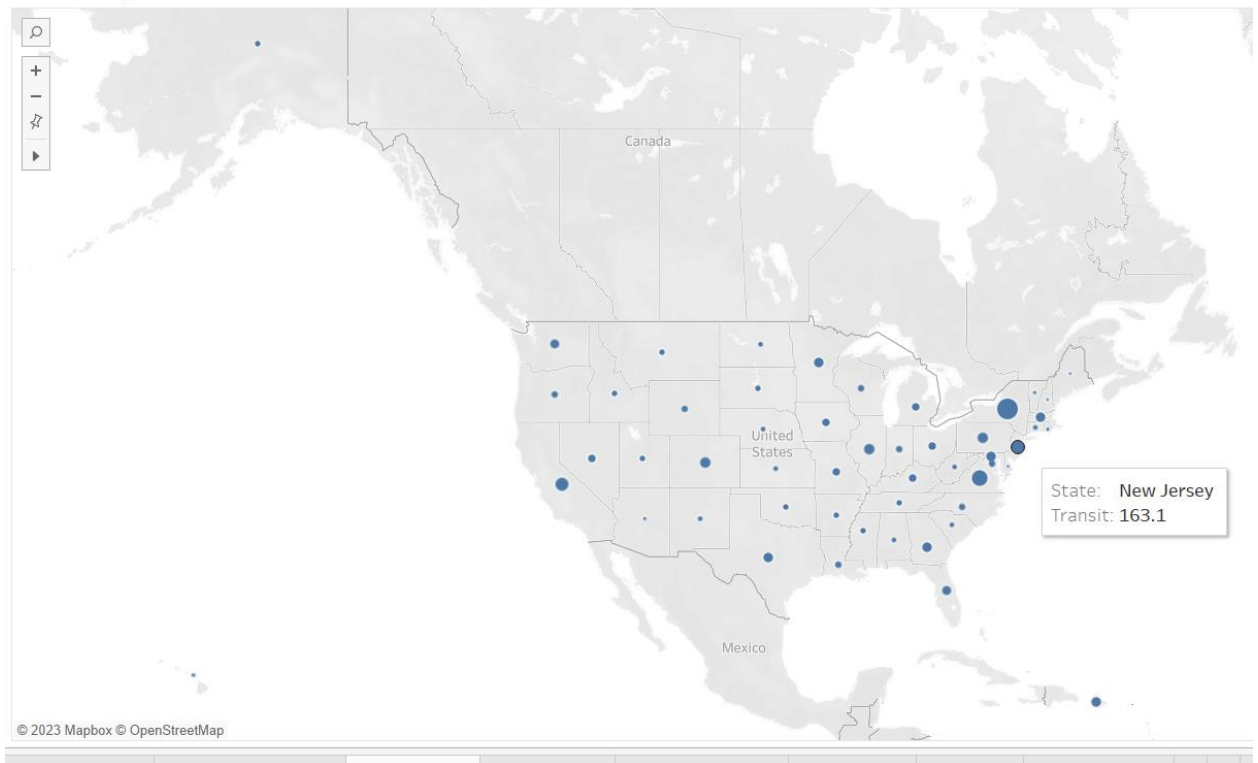 Canada
United
States
State: New Jersey
Transit: 163.1
Mexico
© 2023 Mapbox © OpenStreetMap